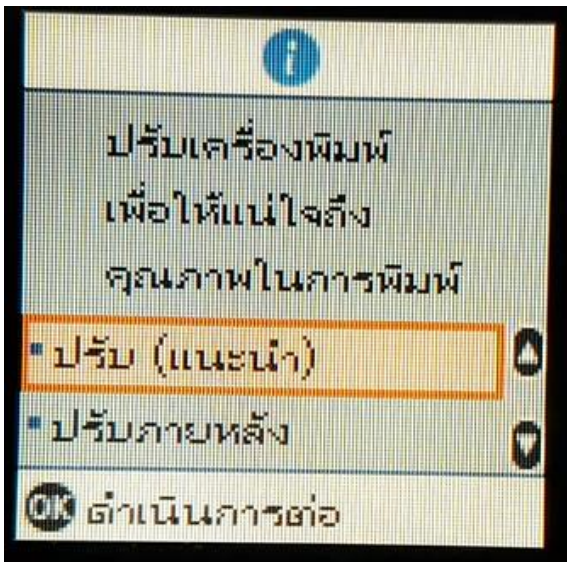 i
ปรับเครื่องพิมพ์
เพื่อให้แน่ใจถึง
คุณภาพในการพิมพ์
ปรับ (แนะนำ)
ปรับภายหลัง
OK ดำเนินการต่อ